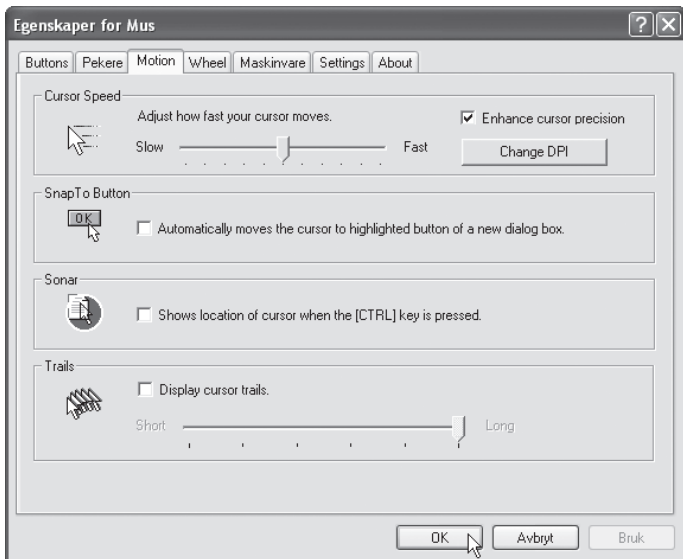 Egenskaper for Mus
Buttons Pekere Motion Wheel Maskinvare Settings About
Cursor Speed
Adjust how fast your cursor moves.
Enhance cursor precision
Slow Fast
Change DPI
SnapTo Button
OK
Automatically moves the cursor to highlighted button of a new dialog box.
Sonar
Shows location of cursor when the [CTRL] key is pressed.
Trails
Display cursor trails.
Short Long
OK Avbryt Bruk